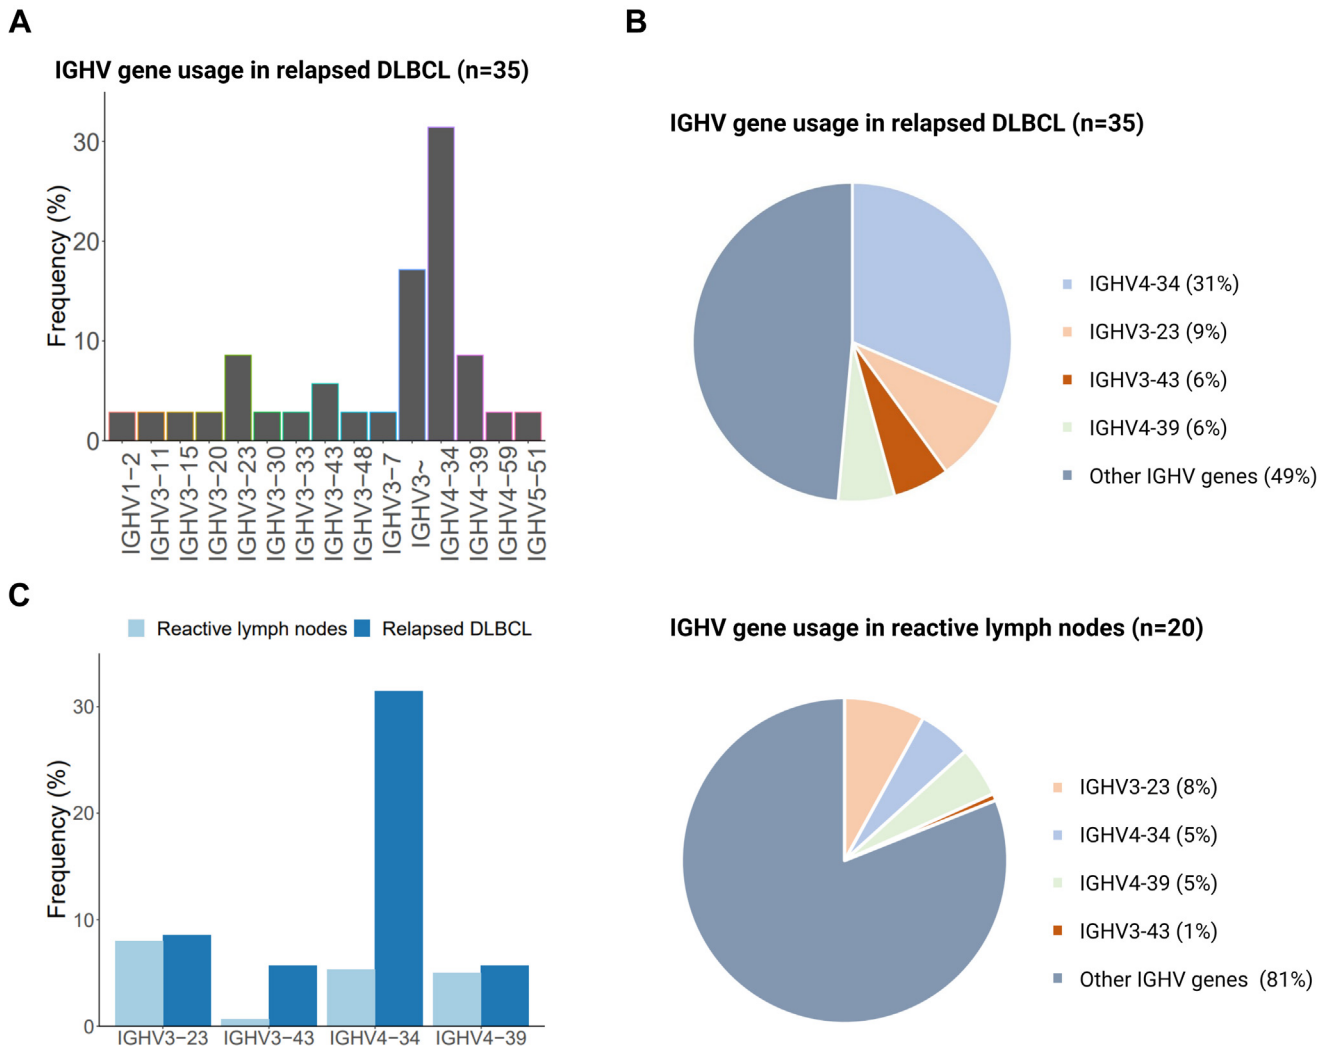 A
IGHV gene usage in relapsed DLBCL (n=35)
Frequency (%)
30
20
10
0
IGHV1−2
IGHV3−11
IGHV3−15
IGHV3−20
IGHV3−23
IGHV3−30
IGHV3−33
IGHV3−43
IGHV3−48
IGHV3−7
IGHV3~
IGHV4−34
IGHV4−39
IGHV4−59
IGHV5−51
B
IGHV gene usage in relapsed DLBCL (n=35)
IGHV4-34 (31%)
IGHV3-23 (9%)
IGHV3-43 (6%)
IGHV4-39 (6%)
Other IGHV genes (49%)
C
Reactive lymph nodes
Relapsed DLBCL
Frequency (%)
30
20
10
0
IGHV3−23
IGHV3−43
IGHV4−34
IGHV4−39
IGHV gene usage in reactive lymph nodes (n=20)
IGHV3-23 (8%)
IGHV4-34 (5%)
IGHV4-39 (5%)
IGHV3-43 (1%)
Other IGHV genes (81%)